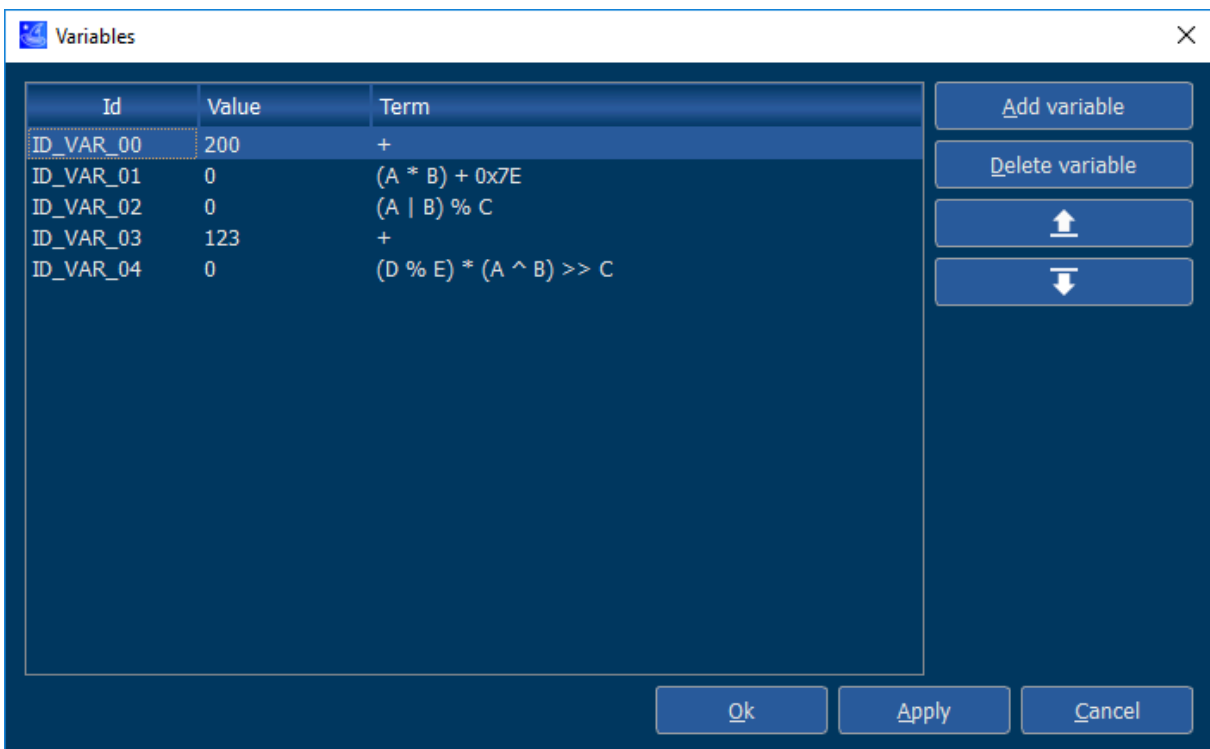 Variables
Id Value Term
ID_VAR_00 200 +
ID_VAR_01 0 (A * B) + 0x7E
ID_VAR_02 0 (A | B) % C
ID_VAR_03 123 +
ID_VAR_04 0 (D % E) * (A ^ B) >> C
Add variable
Delete variable
Ok Apply Cancel